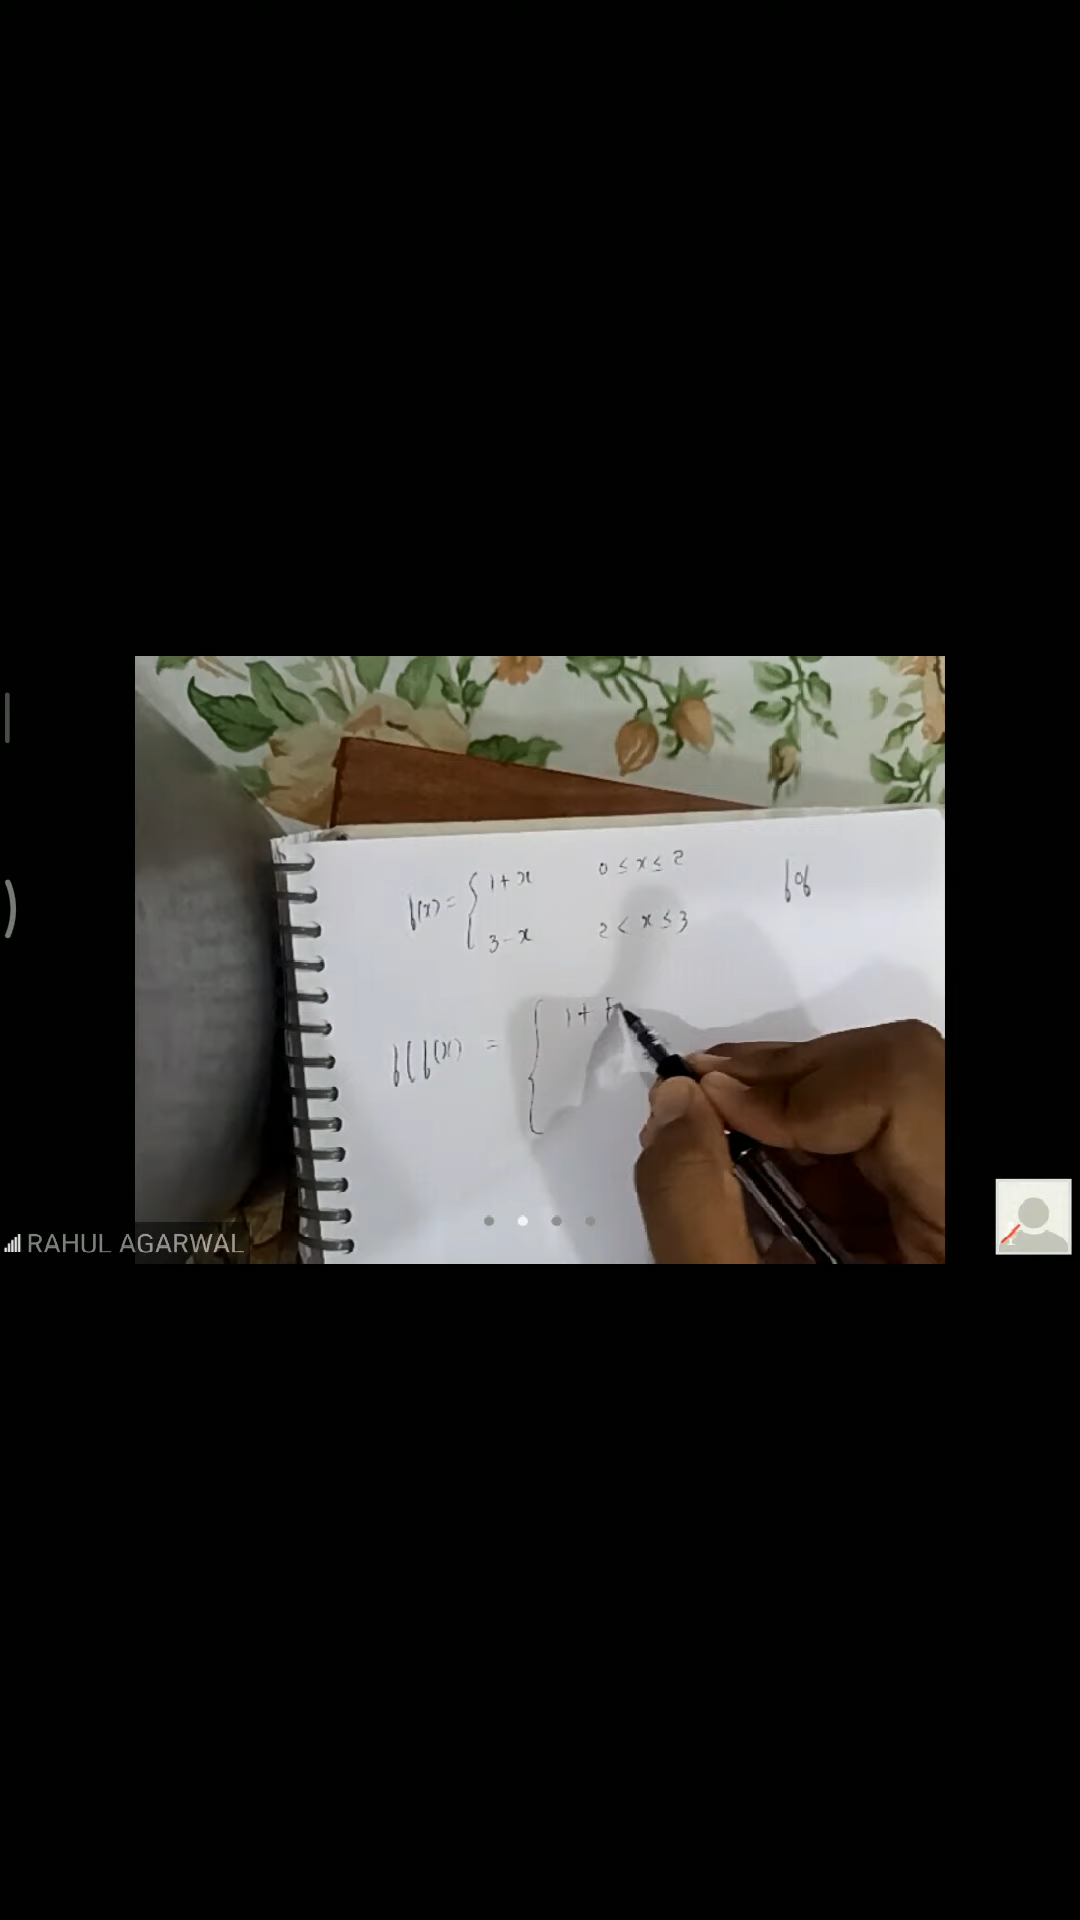 f(x) = { 1+x 0 ≤ x ≤ 2
3-x 2 < x ≤ 3
fof
f(f(x) = { 1+ F
RAHUL AGARWAL